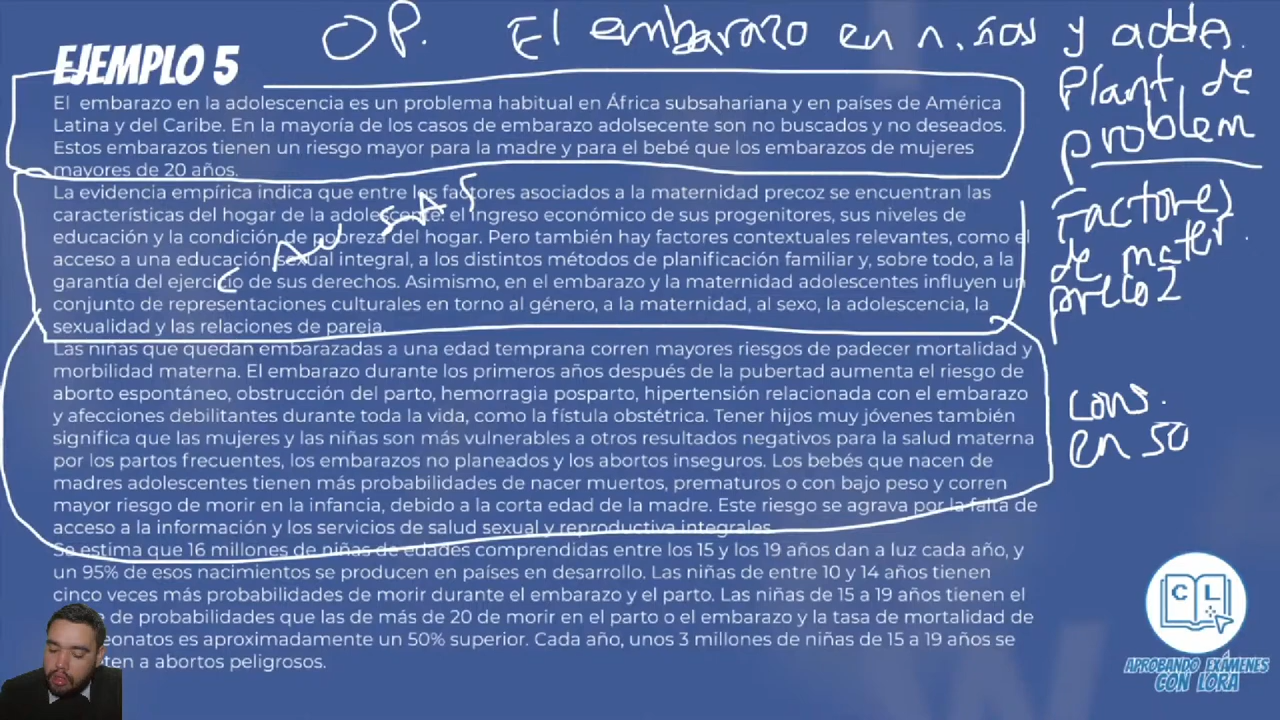 OP. El embarazo en niños y adoles.
EJEMPLO 5
El embarazo en la adolescencia es un problema habitual en África subsahariana y en países de América
Latina y del Caribe. En la mayoría de los casos de embarazo adolsecente son no buscados y no deseados.
Estos embarazos tienen un riesgo mayor para la madre y para el bebé que los embarazos de mujeres
mayores de 20 años.
La evidencia empírica indica que entre los factores asociados a la maternidad precoz se encuentran las
características del hogar de la adolescente: el ingreso económico de sus progenitores, sus niveles de
educación y la condición de pobreza del hogar. Pero también hay factores contextuales relevantes, como el
acceso a una educación sexual integral, a los distintos métodos de planificación familiar y, sobre todo, a la
garantía del ejercicio de sus derechos. Asimismo, en el embarazo y la maternidad adolescentes influyen un
conjunto de representaciones culturales en torno al género, a la maternidad, al sexo, la adolescencia, la
sexualidad y las relaciones de pareja.
CAUSAS
Las niñas que quedan embarazadas a una edad temprana corren mayores riesgos de padecer mortalidad y
morbilidad materna. El embarazo durante los primeros años después de la pubertad aumenta el riesgo de
aborto espontáneo, obstrucción del parto, hemorragia posparto, hipertensión relacionada con el embarazo
y afecciones debilitantes durante toda la vida, como la fístula obstétrica. Tener hijos muy jóvenes también
significa que las mujeres y las niñas son más vulnerables a otros resultados negativos para la salud materna
por los partos frecuentes, los embarazos no planeados y los abortos inseguros. Los bebés que nacen de
madres adolescentes tienen más probabilidades de nacer muertos, prematuros o con bajo peso y corren
mayor riesgo de morir en la infancia, debido a la corta edad de la madre. Este riesgo se agrava por la falta de
acceso a la información y los servicios de salud sexual y reproductiva integrales.
Se estima que 16 millones de niñas de edades comprendidas entre los 15 y los 19 años dan a luz cada año, y
un 95% de esos nacimientos se producen en países en desarrollo. Las niñas de entre 10 y 14 años tienen
cinco veces más probabilidades de morir durante el embarazo y el parto. Las niñas de 15 a 19 años tienen el
de probabilidades que las de más de 20 de morir en el parto o el embarazo y la tasa de mortalidad de
es aproximadamente un 50% superior. Cada año, unos 3 millones de niñas de 15 a 19 años se
a abortos peligrosos.
Plant. de
problem
Factores
de mater.
precoz
cons.
en 50
C L
APROBANDO EXÁMENES
CON LORA